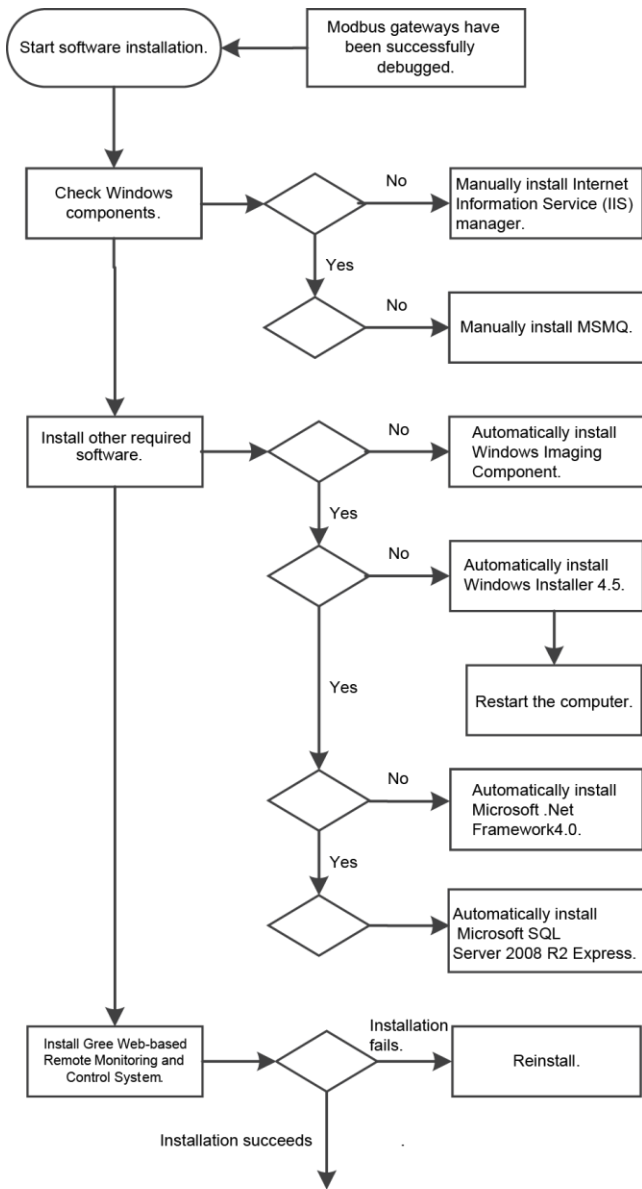 Start software installation.
Modbus gateways have
been successfully
debugged.
Check Windows
components.
No
Manually install Internet
Information Service (IIS)
manager.
Yes
No
Manually install MSMQ.
Install other required
software.
No
Automatically install
Windows Imaging
Component.
Yes
No
Automatically install
Windows Installer 4.5.
Restart the computer.
Yes
No
Automatically install
Microsoft .Net
Framework4.0.
Yes
Automatically install
Microsoft SQL
Server 2008 R2 Express.
Install Gree Web-based
Remote Monitoring and
Control System.
Installation
fails.
Reinstall.
Installation succeeds .